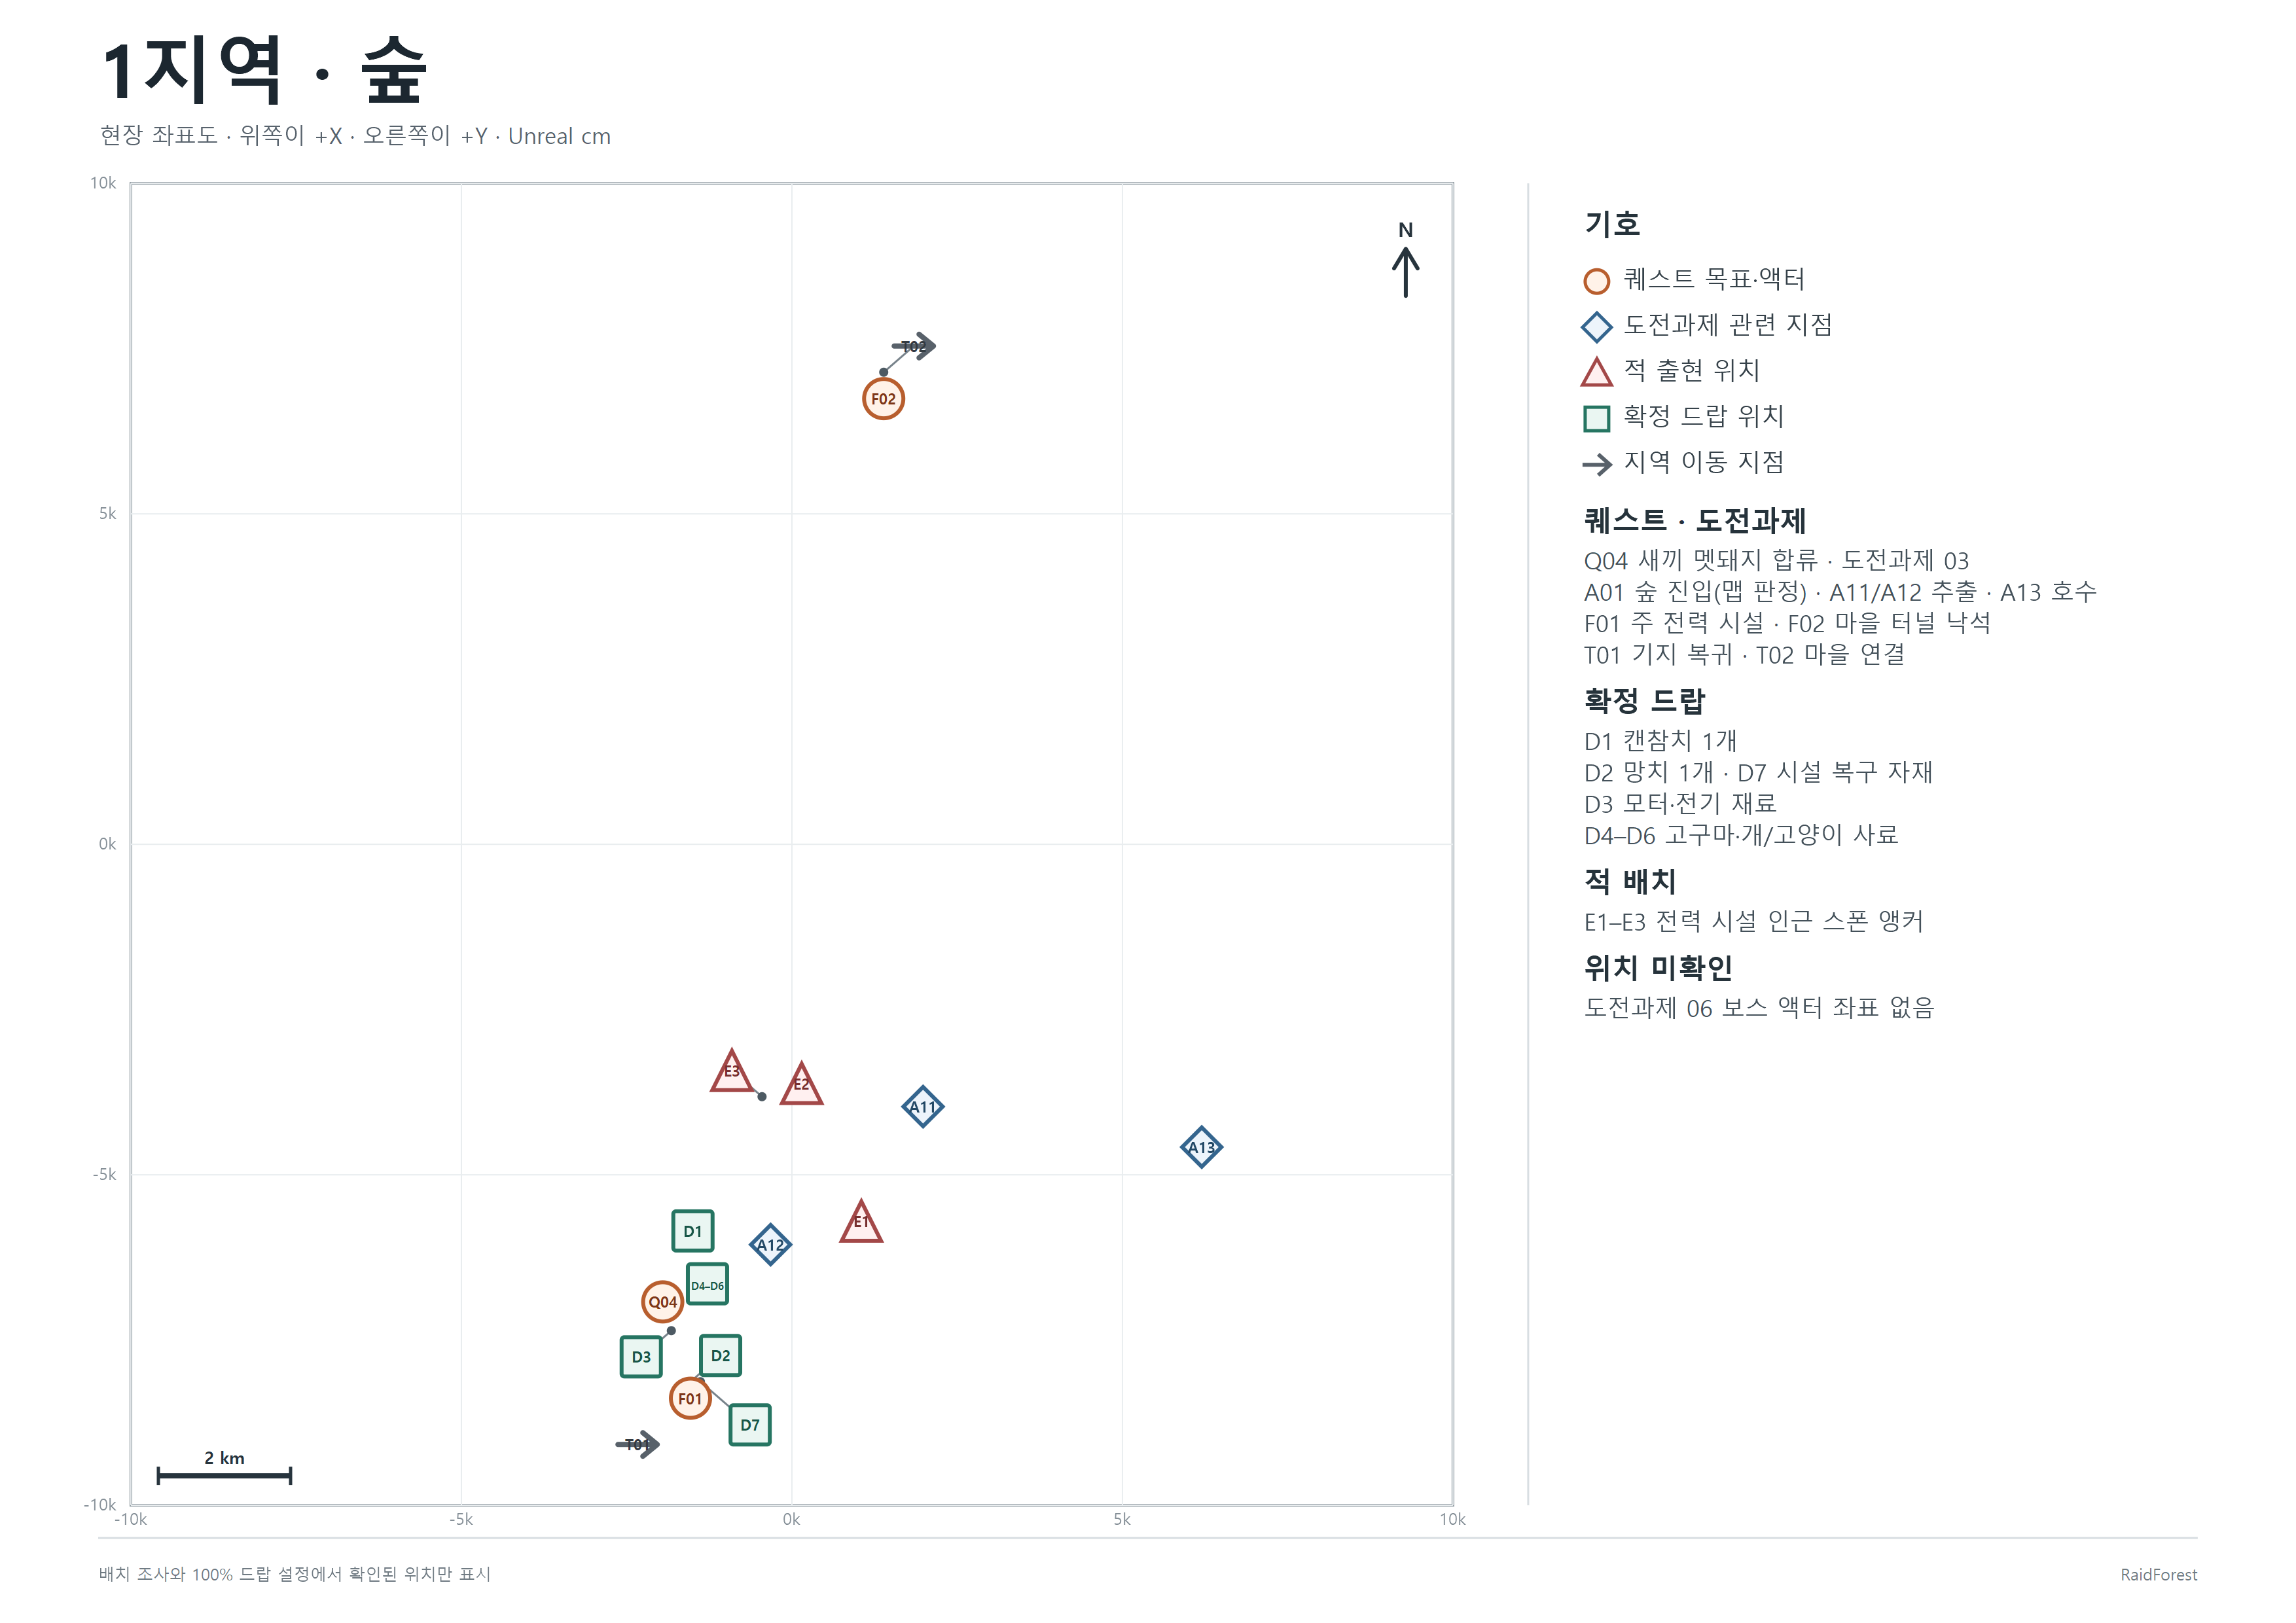 1지역 · 숲
현장 좌표도 · 위쪽이 +X · 오른쪽이 +Y · Unreal cm
10k
5k
0k
-5k
-10k
-10k
-5k
0k
5k
10k
N
T02
F02
E3
E2
A11
A13
E1
D1
A12
D4–D6
Q04
D3
D2
F01
D7
T01
2 km
기호
퀘스트 목표·액터
도전과제 관련 지점
적 출현 위치
확정 드랍 위치
지역 이동 지점
퀘스트 · 도전과제
Q04 새끼 멧돼지 합류 · 도전과제 03
A01 숲 진입(맵 판정) · A11/A12 추출 · A13 호수
F01 주 전력 시설 · F02 마을 터널 낙석
T01 기지 복귀 · T02 마을 연결
확정 드랍
D1 캔참치 1개
D2 망치 1개 · D7 시설 복구 자재
D3 모터·전기 재료
D4–D6 고구마·개/고양이 사료
적 배치
E1–E3 전력 시설 인근 스폰 앵커
위치 미확인
도전과제 06 보스 액터 좌표 없음
배치 조사와 100% 드랍 설정에서 확인된 위치만 표시
RaidForest